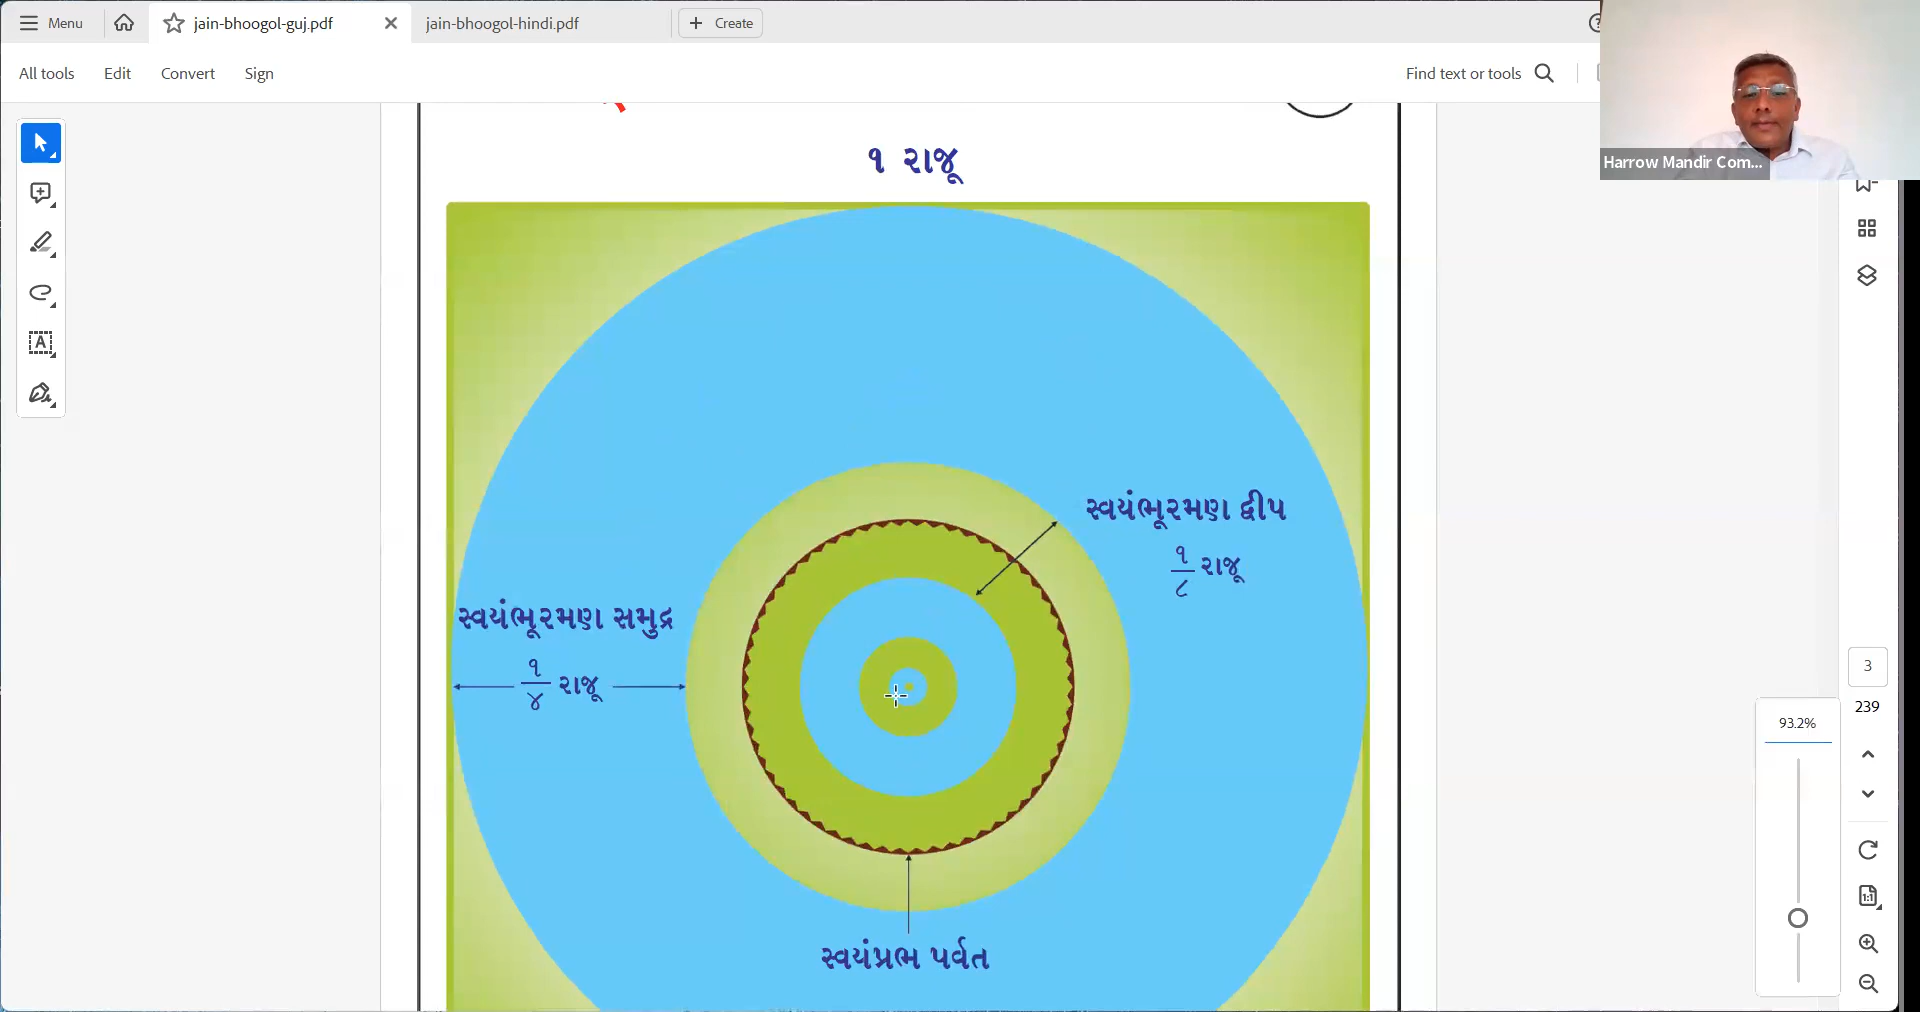 Menu
jain-bhoogol-guj.pdf
jain-bhoogol-hindi.pdf
Create
All tools
Edit
Convert
Sign
Find text or tools
Harrow Mandir Com...
૧ રાજૂ
સ્વયંભૂરમણ દ્વીપ
૧
૮
રાજૂ
સ્વયંભૂરમણ સમુદ્ર
૧
૪
રાજૂ
સ્વયંપ્રભ પર્વત
3
239
93.2%